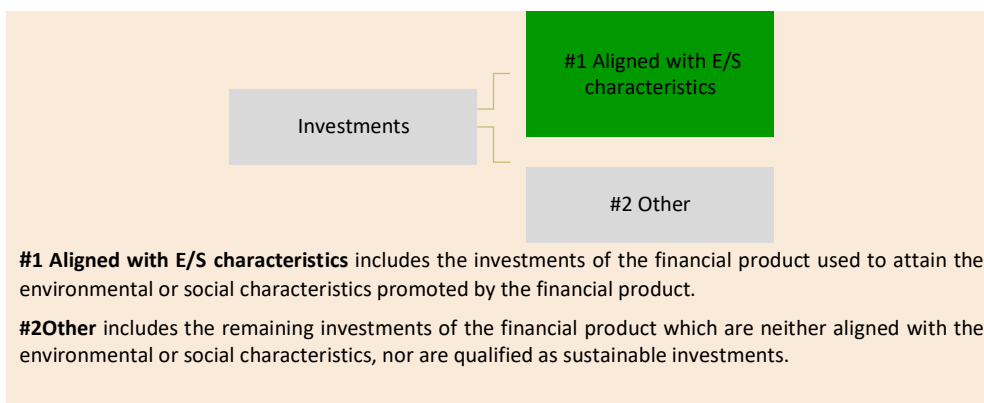 #1 Aligned with E/S
characteristics
Investments
#2 Other
#1 Aligned with E/S characteristics includes the investments of the financial product used to attain the
environmental or social characteristics promoted by the financial product.
#2Other includes the remaining investments of the financial product which are neither aligned with the
environmental or social characteristics, nor are qualified as sustainable investments.